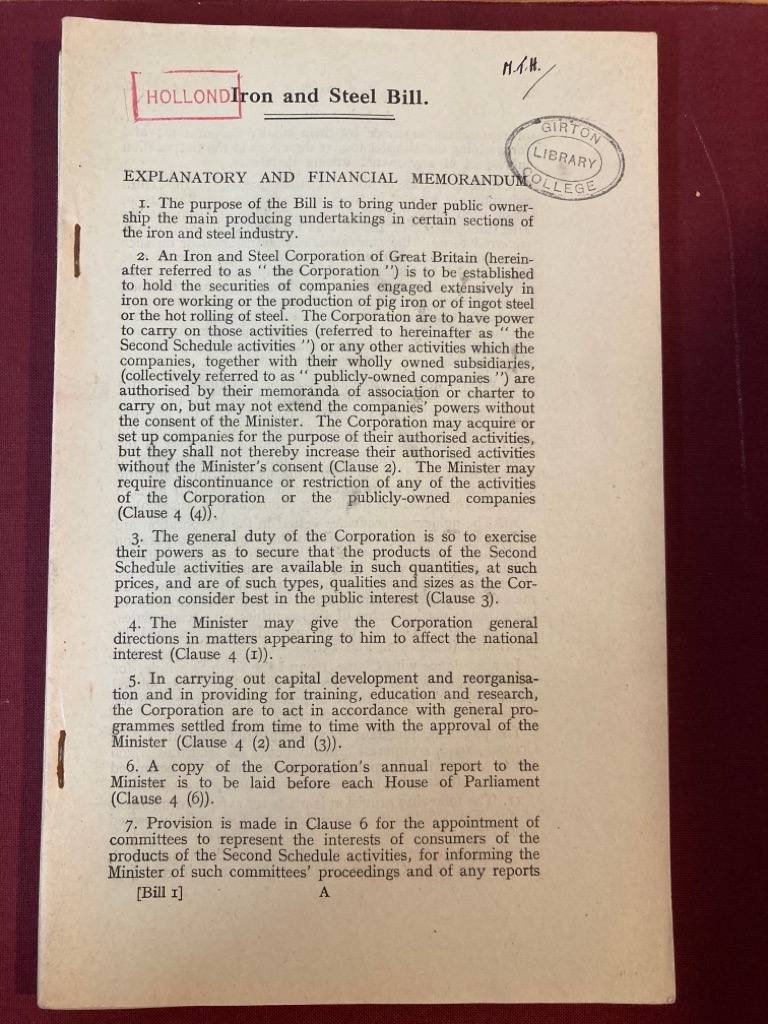 M.T.H.
HOLLOND
Iron and Steel Bill.
GIRTON
LIBRARY
COLLEGE
EXPLANATORY AND FINANCIAL MEMORANDUM.
1. The purpose of the Bill is to bring under public owner-
ship the main producing undertakings in certain sections of
the iron and steel industry.
2. An Iron and Steel Corporation of Great Britain (herein-
after referred to as “ the Corporation ”) is to be established
to hold the securities of companies engaged extensively in
iron ore working or the production of pig iron or of ingot steel
or the hot rolling of steel. The Corporation are to have power
to carry on those activities (referred to hereinafter as “ the
Second Schedule activities ”) or any other activities which the
companies, together with their wholly owned subsidiaries,
(collectively referred to as “ publicly-owned companies ”) are
authorised by their memoranda of association or charter to
carry on, but may not extend the companies’ powers without
the consent of the Minister. The Corporation may acquire or
set up companies for the purpose of their authorised activities,
but they shall not thereby increase their authorised activities
without the Minister’s consent (Clause 2). The Minister may
require discontinuance or restriction of any of the activities
of the Corporation or the publicly-owned companies
(Clause 4 (4)).
3. The general duty of the Corporation is so to exercise
their powers as to secure that the products of the Second
Schedule activities are available in such quantities, at such
prices, and are of such types, qualities and sizes as the Cor-
poration consider best in the public interest (Clause 3).
4. The Minister may give the Corporation general
directions in matters appearing to him to affect the national
interest (Clause 4 (1)).
5. In carrying out capital development and reorganisa-
tion and in providing for training, education and research,
the Corporation are to act in accordance with general pro-
grammes settled from time to time with the approval of the
Minister (Clause 4 (2) and (3)).
6. A copy of the Corporation’s annual report to the
Minister is to be laid before each House of Parliament
(Clause 4 (6)).
7. Provision is made in Clause 6 for the appointment of
committees to represent the interests of consumers of the
products of the Second Schedule activities, for informing the
Minister of such committees’ proceedings and of any reports
[Bill 1] A